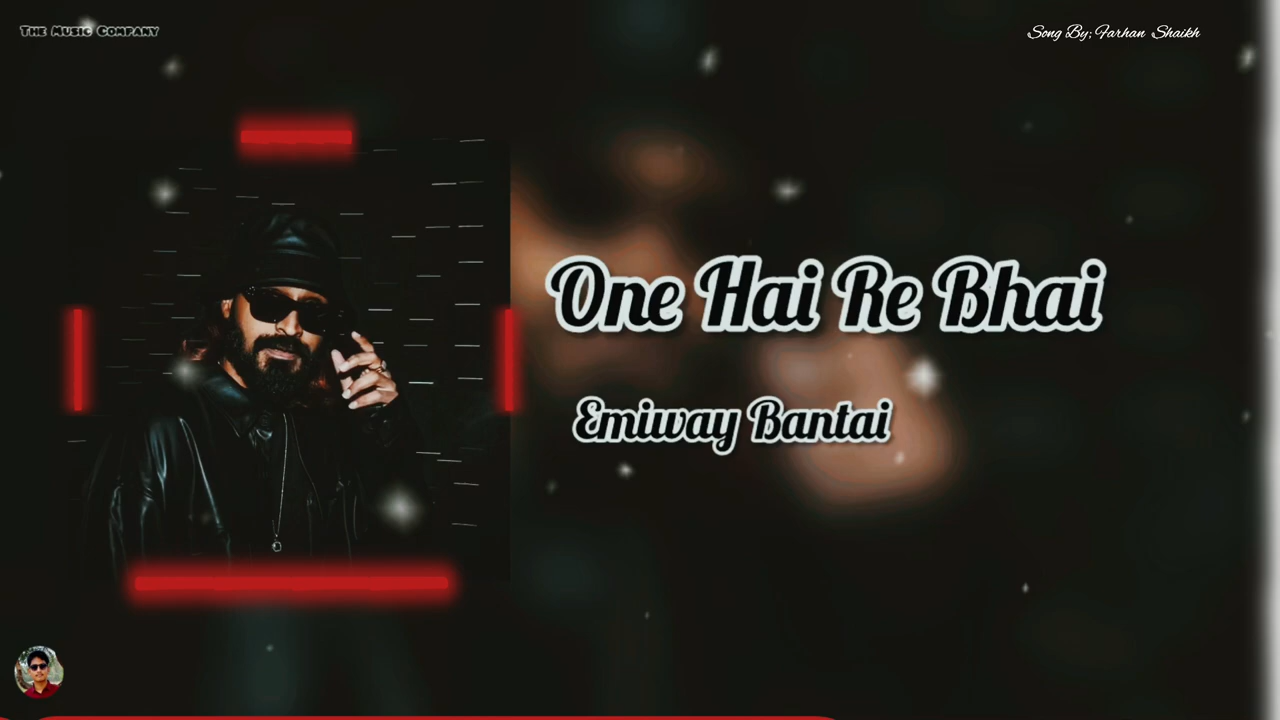 The Music Company
Song By; Farhan Shaikh
One Hai Re Bhai
Emiway Bantai